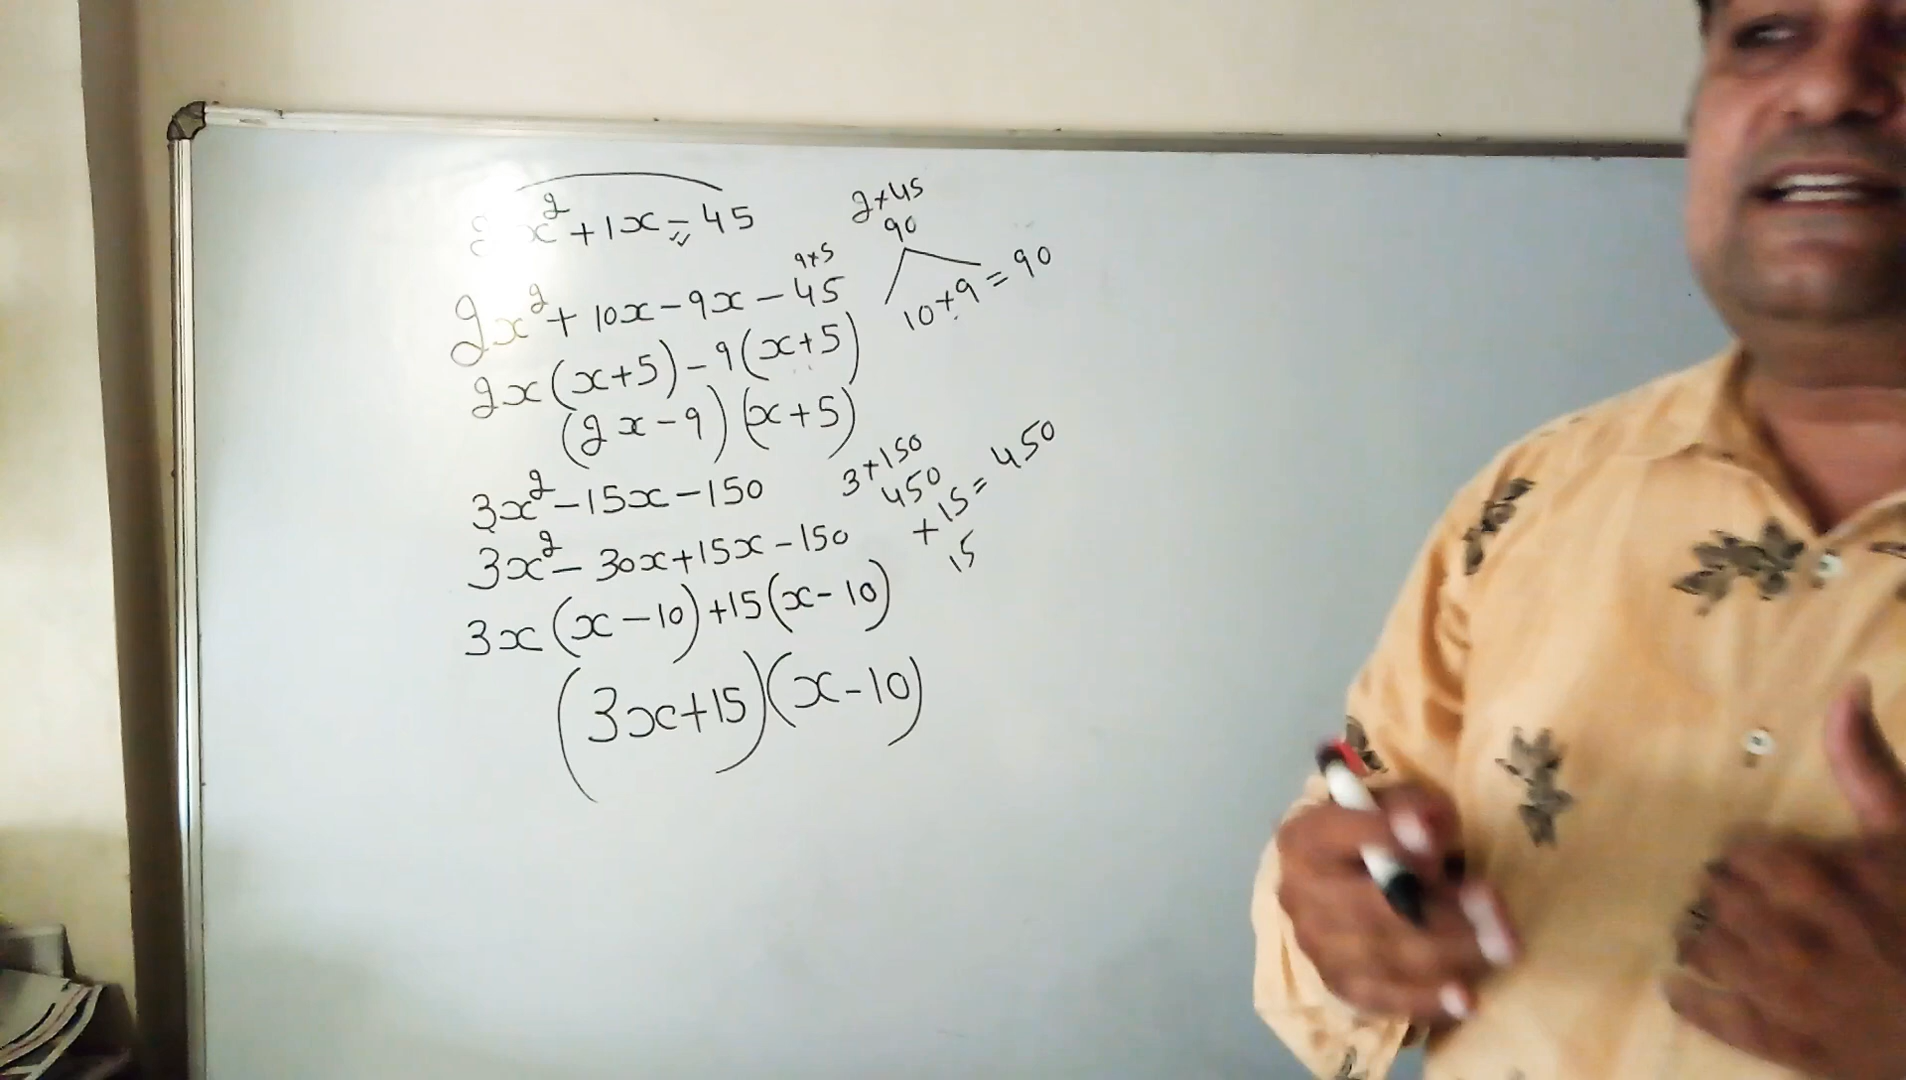 2x² + 1x = 45
2×45
90
10×9 = 90
9×5
2x² + 10x - 9x - 45
2x(x+5) - 9(x+5)
(2x-9)(x+5)
3x² - 15x - 150
3×150
450
×15 = 450
15
3x² - 30x + 15x - 150
3x(x-10) + 15(x-10)
(3x+15)(x-10)